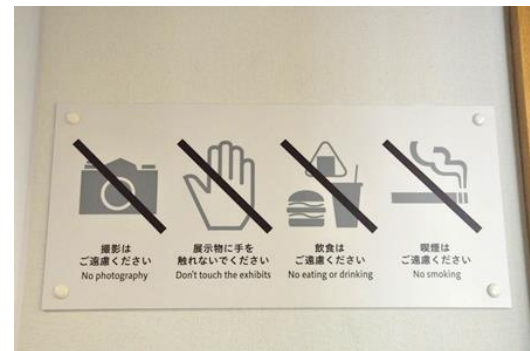 撮影は
ご遠慮ください
No photography
展示物に手を
触れないでください
Don't touch the exhibits
飲食は
ご遠慮ください
No eating or drinking
喫煙は
ご遠慮ください
No smoking